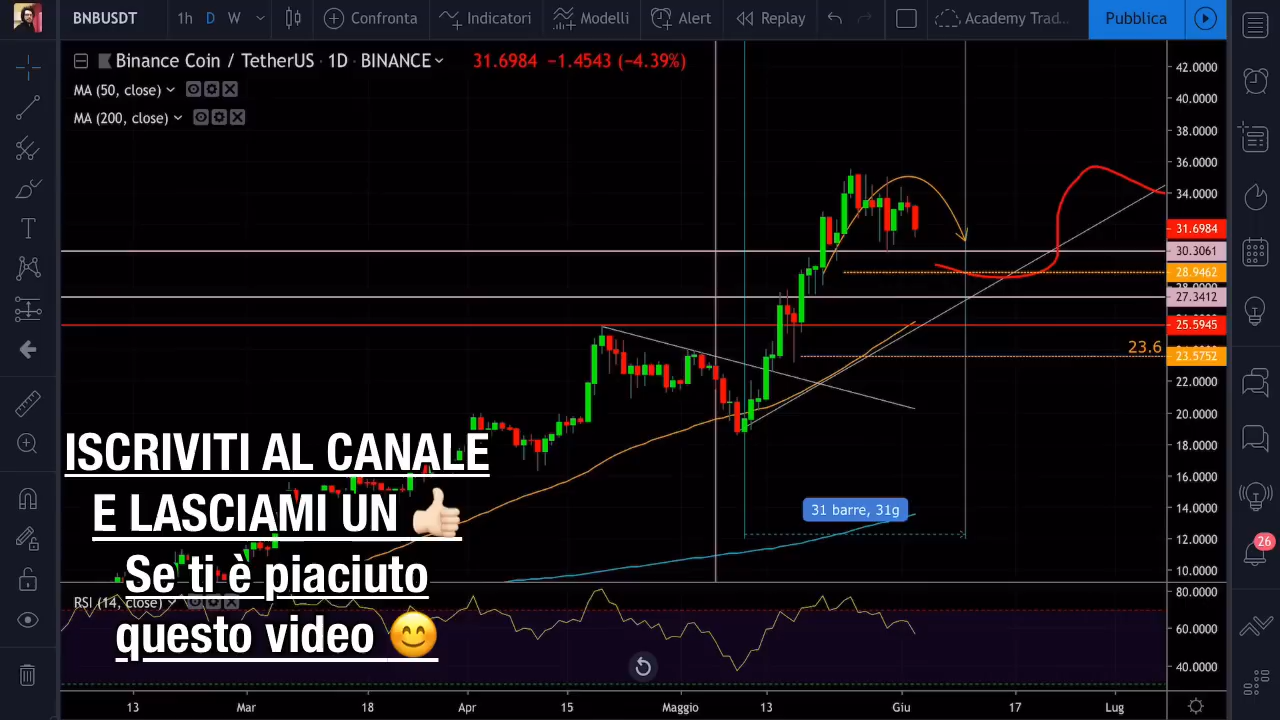 BNBUSDT
1h D W
Confronta
Indicatori
Modelli
Alert
Replay
Academy Trad...
Pubblica
Binance Coin / TetherUS · 1D · BINANCE
31.6984 −1.4543 (−4.39%)
MA (50, close)
MA (200, close)
42.0000
40.0000
38.0000
36.0000
34.0000
31.6984
30.3061
28.9462
28.0000
27.3412
25.5945
23.6
23.5752
22.0000
20.0000
18.0000
16.0000
14.0000
12.0000
10.0000
31 barre, 31g
ISCRIVITI AL CANALE
E LASCIAMI UN 👍🏻
Se ti è piaciuto
questo video 😊
RSI (14, close)
80.0000
60.0000
40.0000
26
13
Mar
18
Apr
15
Maggio
13
Giu
17
Lug